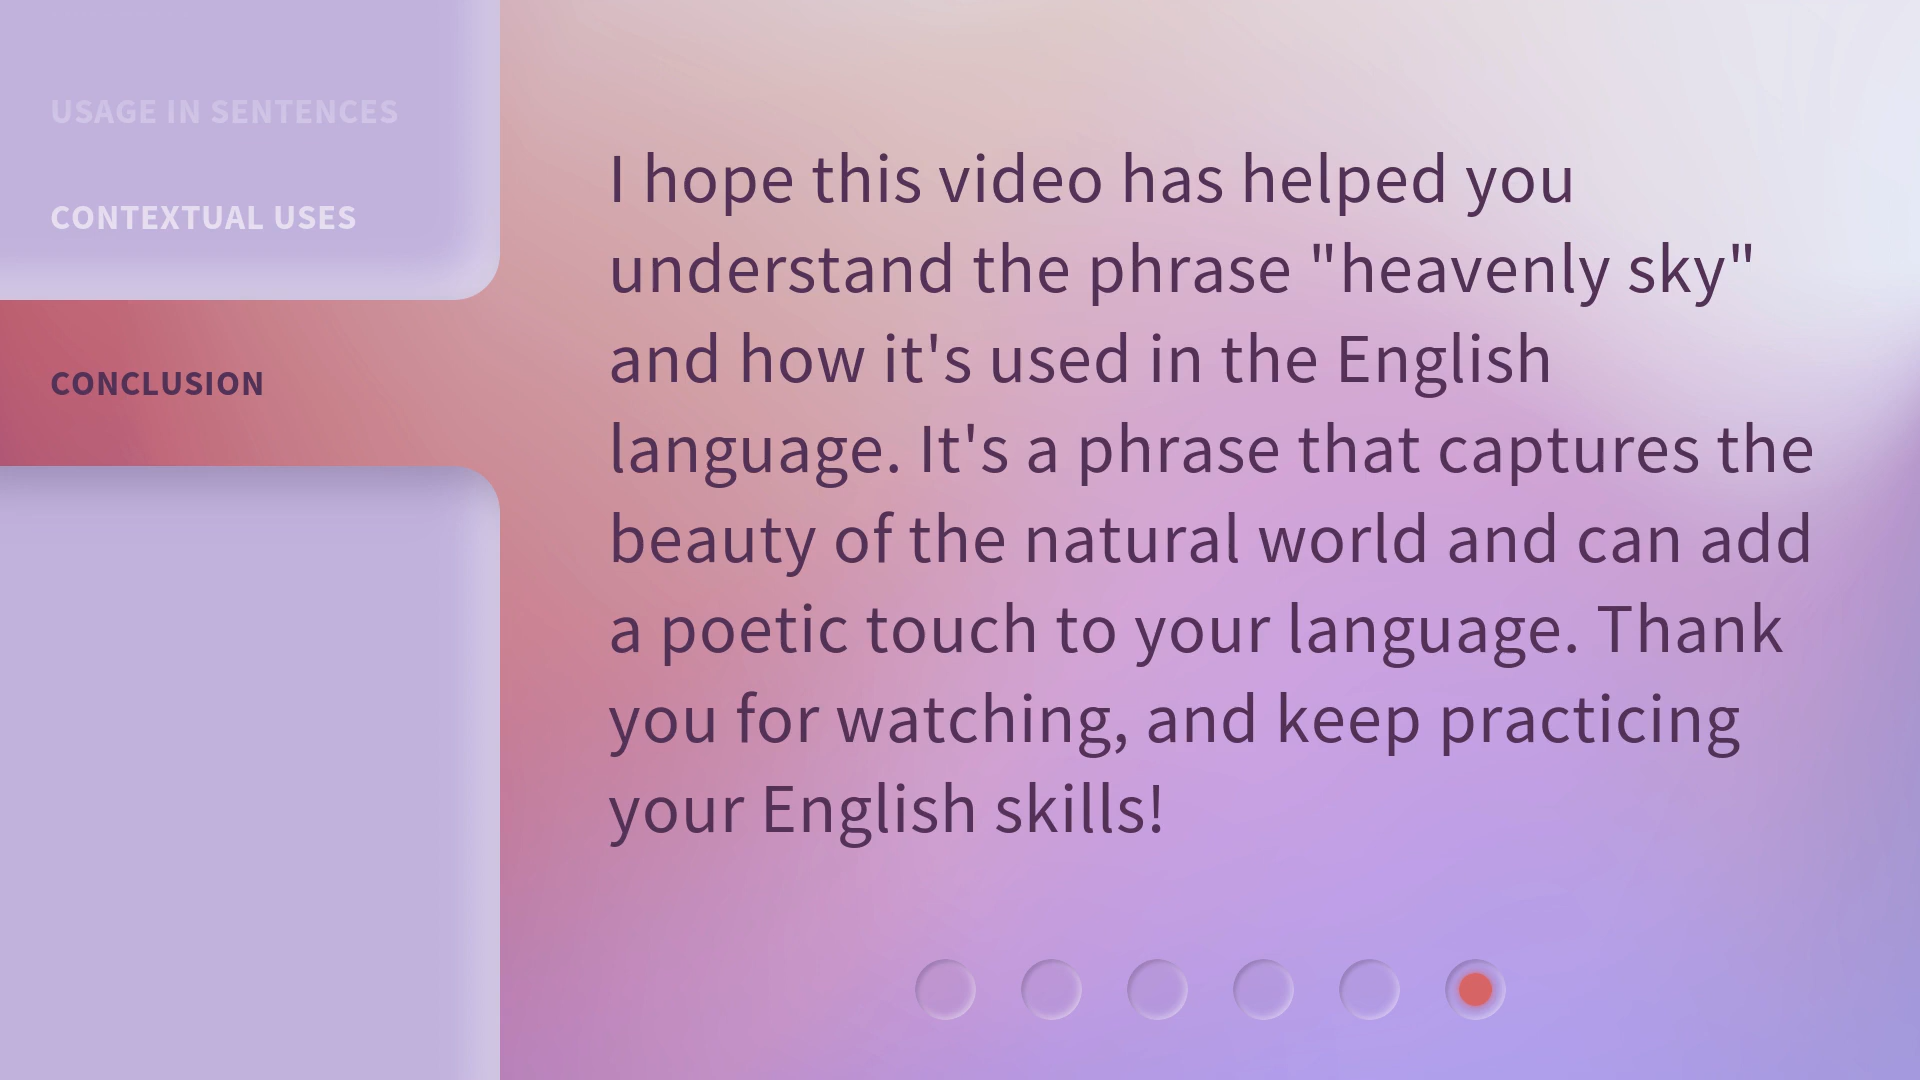 USAGE IN SENTENCES
CONTEXTUAL USES
CONCLUSION
I hope this video has helped you
understand the phrase "heavenly sky"
and how it's used in the English
language. It's a phrase that captures the
beauty of the natural world and can add
a poetic touch to your language. Thank
you for watching, and keep practicing
your English skills!